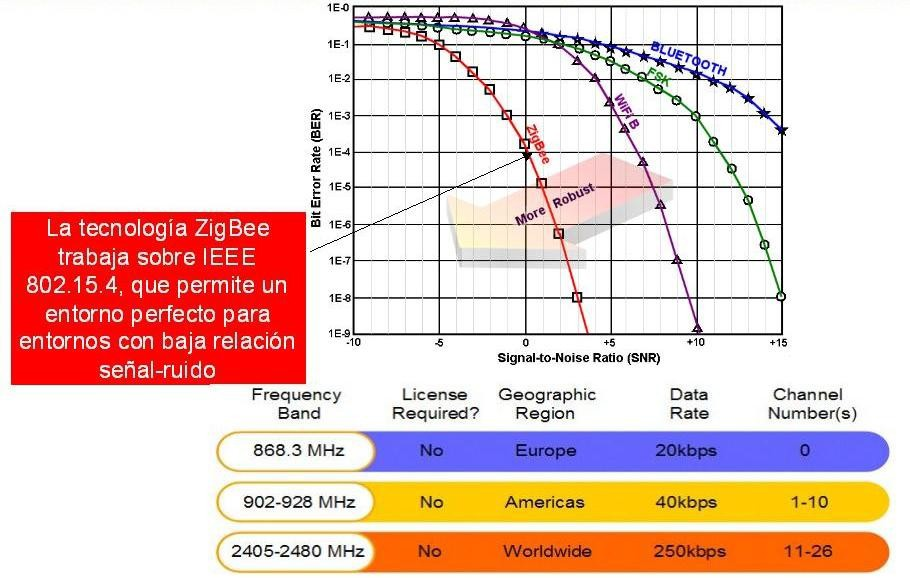 1E-0
1E-1
1E-2
1E-3
1E-4
1E-5
1E-6
1E-7
1E-8
1E-9
Bit Error Rate (BER)
-10
-5
0
+5
+10
+15
Signal-to-Noise Ratio (SNR)
BLUETOOTH
FSK
WiFi B
ZigBee
More Robust
La tecnología ZigBee
trabaja sobre IEEE
802.15.4, que permite un
entorno perfecto para
entornos con baja relación
señal-ruido
Frequency Band
License Required?
Geographic Region
Data Rate
Channel Number(s)
868.3 MHz No Europe 20kbps 0
902-928 MHz No Americas 40kbps 1-10
2405-2480 MHz No Worldwide 250kbps 11-26